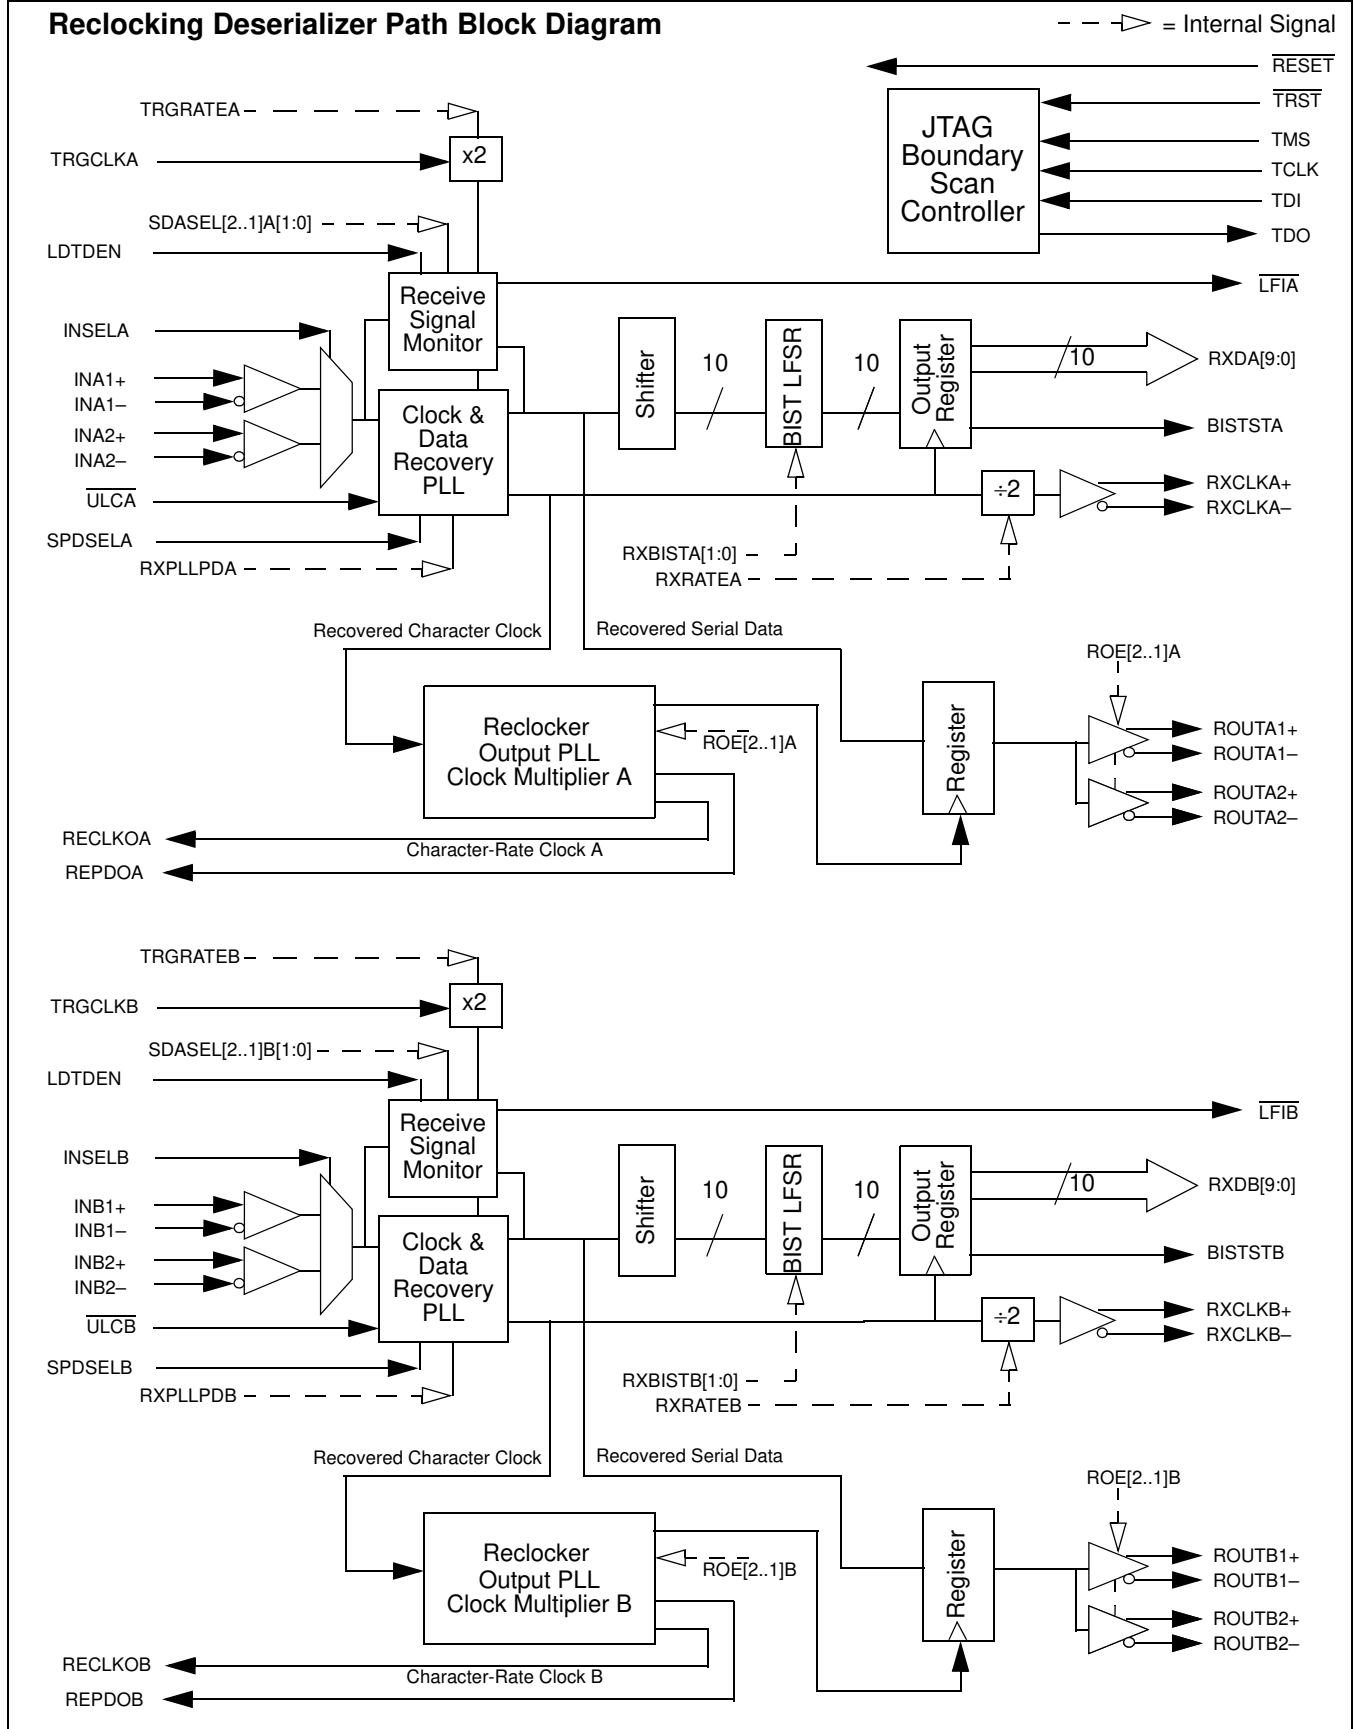 Reclocking Deserializer Path Block Diagram
= Internal Signal
RESET
TRST
TMS
TCLK
TDI
TDO
JTAG
Boundary
Scan
Controller
TRGRATEA
TRGCLKA
x2
SDASEL[2..1]A[1:0]
LDTDEN
Receive
Signal
Monitor
LFIA
INSELA
INA1+
INA1–
INA2+
INA2–
Clock &
Data
Recovery
PLL
Shifter
10
BIST LFSR
10
Output
Register
10
RXDA[9:0]
BISTSTA
ULCA
SPDSELA
RXPLLPDA
÷2
RXCLKA+
RXCLKA–
RXBISTA[1:0]
RXRATEA
Recovered Character Clock
Recovered Serial Data
Reclocker
Output PLL
Clock Multiplier A
ROE[2..1]A
Register
ROE[2..1]A
ROUTA1+
ROUTA1–
ROUTA2+
ROUTA2–
RECLKOA
Character-Rate Clock A
REPDOA
TRGRATEB
TRGCLKB
x2
SDASEL[2..1]B[1:0]
LDTDEN
Receive
Signal
Monitor
LFIB
INSELB
INB1+
INB1–
INB2+
INB2–
Clock &
Data
Recovery
PLL
Shifter
10
BIST LFSR
10
Output
Register
10
RXDB[9:0]
BISTSTB
ULCB
SPDSELB
RXPLLPDB
÷2
RXCLKB+
RXCLKB–
RXBISTB[1:0]
RXRATEB
Recovered Character Clock
Recovered Serial Data
Reclocker
Output PLL
Clock Multiplier B
ROE[2..1]B
Register
ROE[2..1]B
ROUTB1+
ROUTB1–
ROUTB2+
ROUTB2–
RECLKOB
Character-Rate Clock B
REPDOB